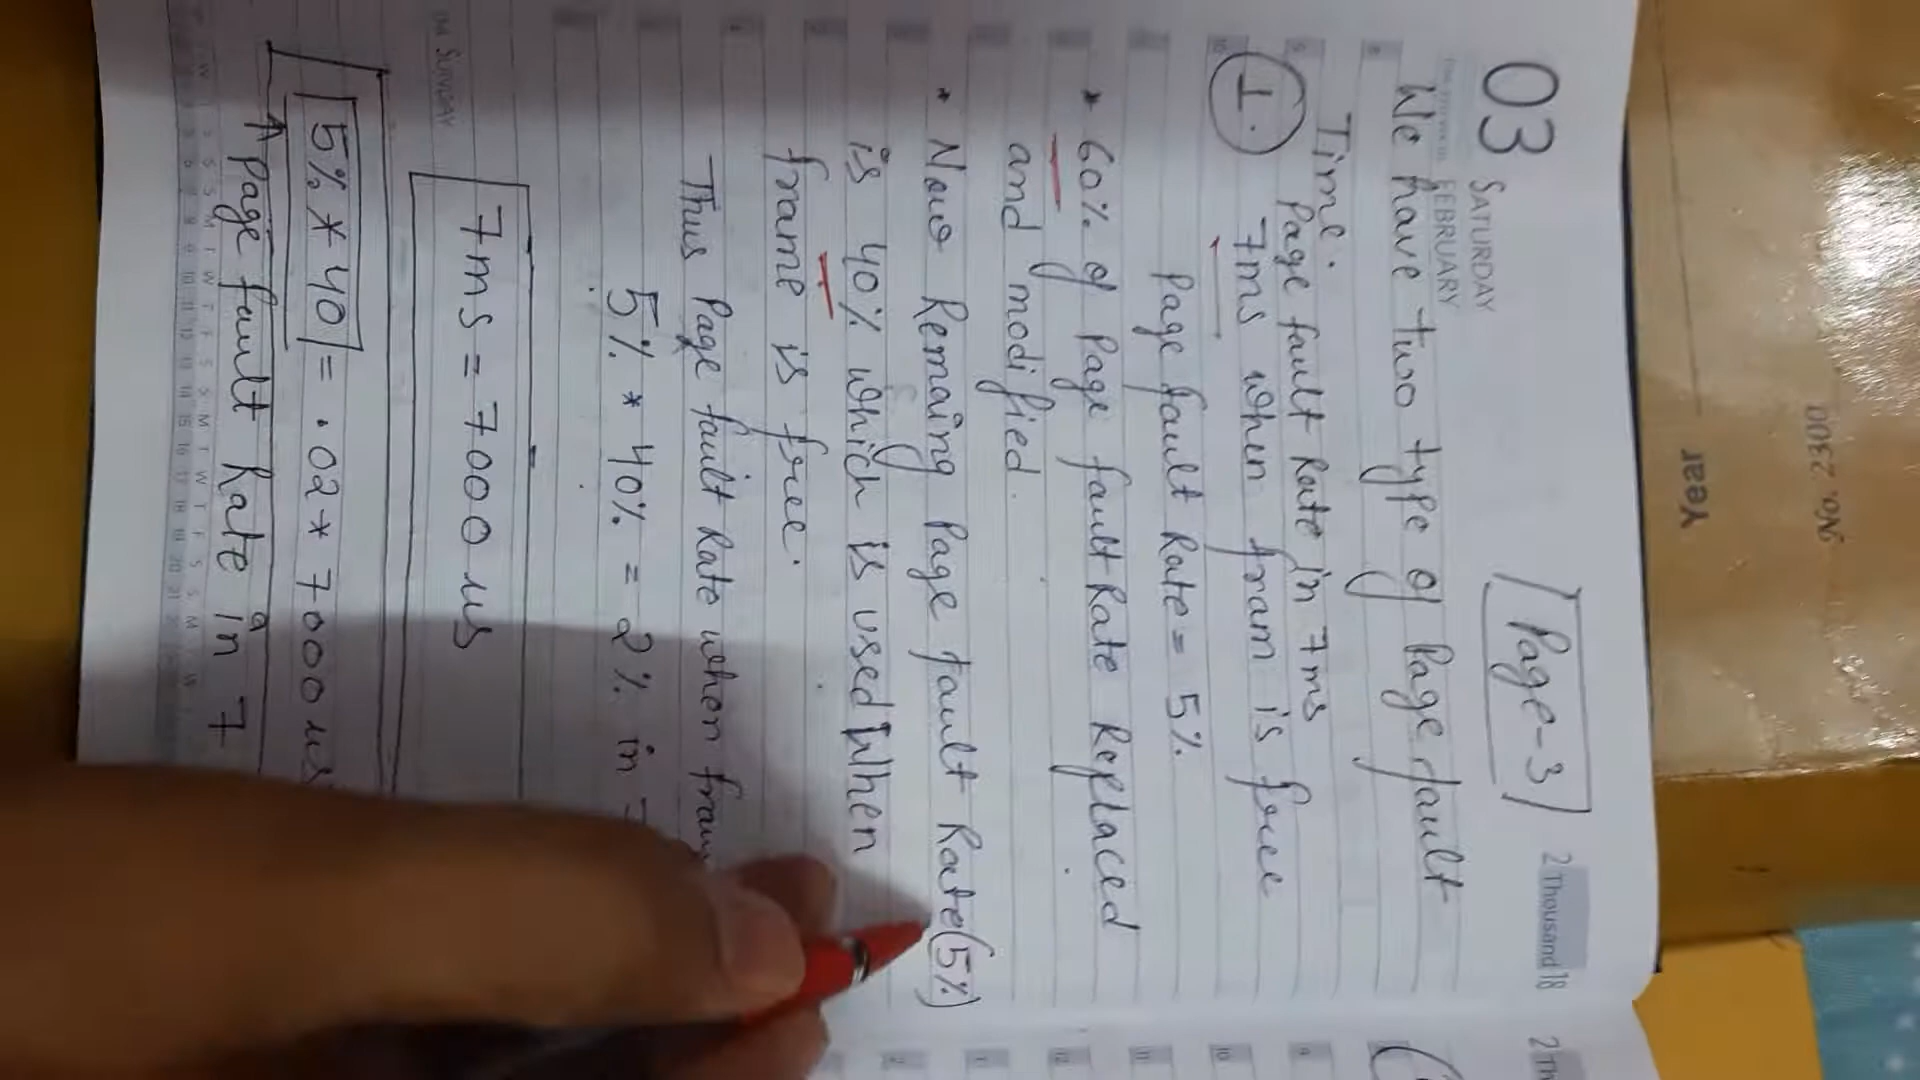 No. 2300
Year
Page-3
2 Thousand 18
03
SATURDAY
FEBRUARY
We have two type of Page fault
Time.
Page fault Rate in 7ms
1. 7ms when fram is free
Page fault Rate = 5%
* 60% of Page fault Rate Replaced
and modified.
* Now Remaing Page fault Rate (5%)
is 40% which is used When
frame is free.
Thus Page fault Rate when fram
5% * 40% = 2% in
04 SUNDAY
7ms = 7000 us
5% * 40 = .02 * 7000 us
Page fault Rate in 7